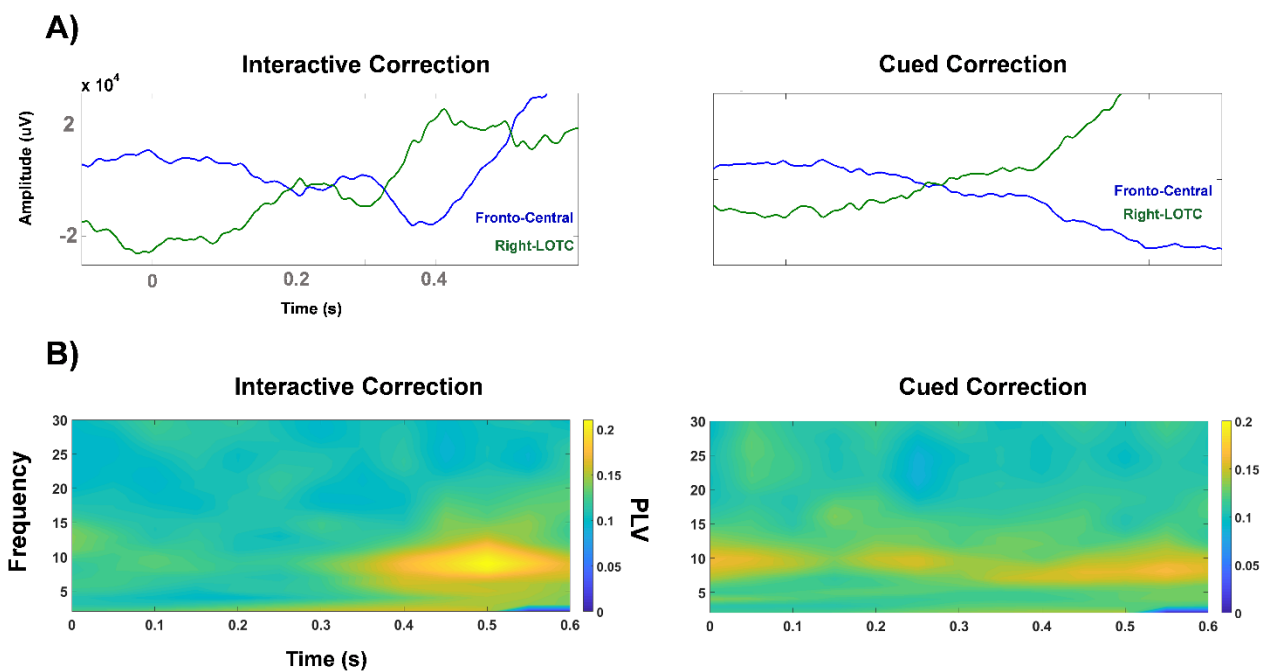 A)
Interactive Correction
Cued Correction
x 10⁴
Amplitude (uV)
2
-2
0
0.2
0.4
Time (s)
Fronto-Central
Right-LOTC
Fronto-Central
Right-LOTC
B)
Interactive Correction
Cued Correction
Frequency
30
25
20
15
10
5
0 0.1 0.2 0.3 0.4 0.5 0.6
Time (s)
0.2
0.15
0.1
0.05
0
PLV
30
25
20
15
10
5
0 0.1 0.2 0.3 0.4 0.5 0.6
0.2
0.15
0.1
0.05
0